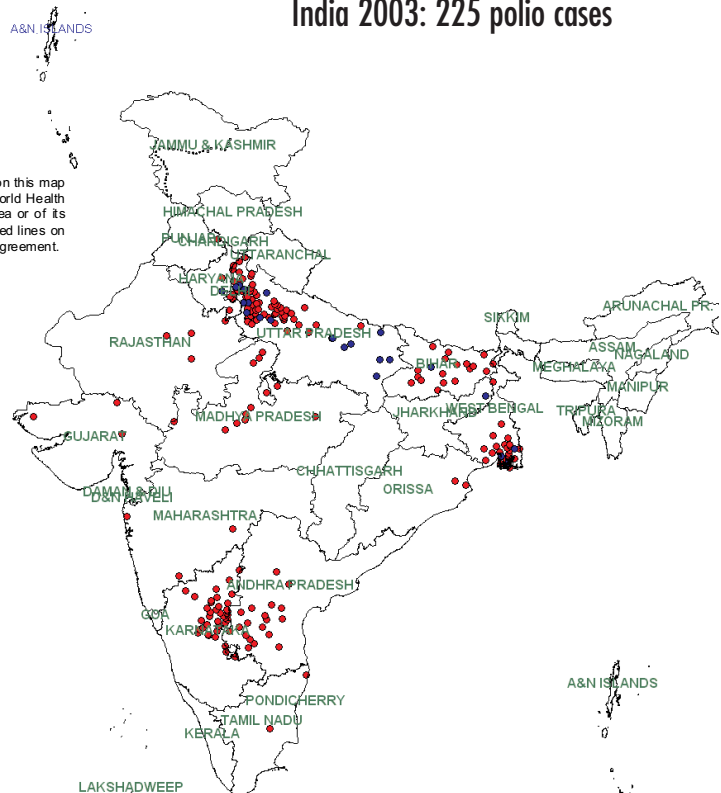 India 2003: 225 polio cases
A&N ISLANDS
JAMMU & KASHMIR
on this map
orld Health
ea or of its
ed lines on
greement.
HIMACHAL PRADESH
PUNJAB
CHANDIGARH
UTTARANCHAL
HARYANA
DELHI
SIKKIM
ARUNACHAL PR.
RAJASTHAN
UTTAR PRADESH
ASSAM
NAGALAND
BIHAR
MEGHALAYA
MANIPUR
MADHYA PRADESH
JHARKHAND
WEST BENGAL
TRIPURA
MIZORAM
GUJARAT
CHHATTISGARH
ORISSA
DAMAN & DIU
D&N HAVELI
MAHARASHTRA
ANDHRA PRADESH
GOA
KARNATAKA
A&N ISLANDS
PONDICHERRY
TAMIL NADU
KERALA
LAKSHADWEEP